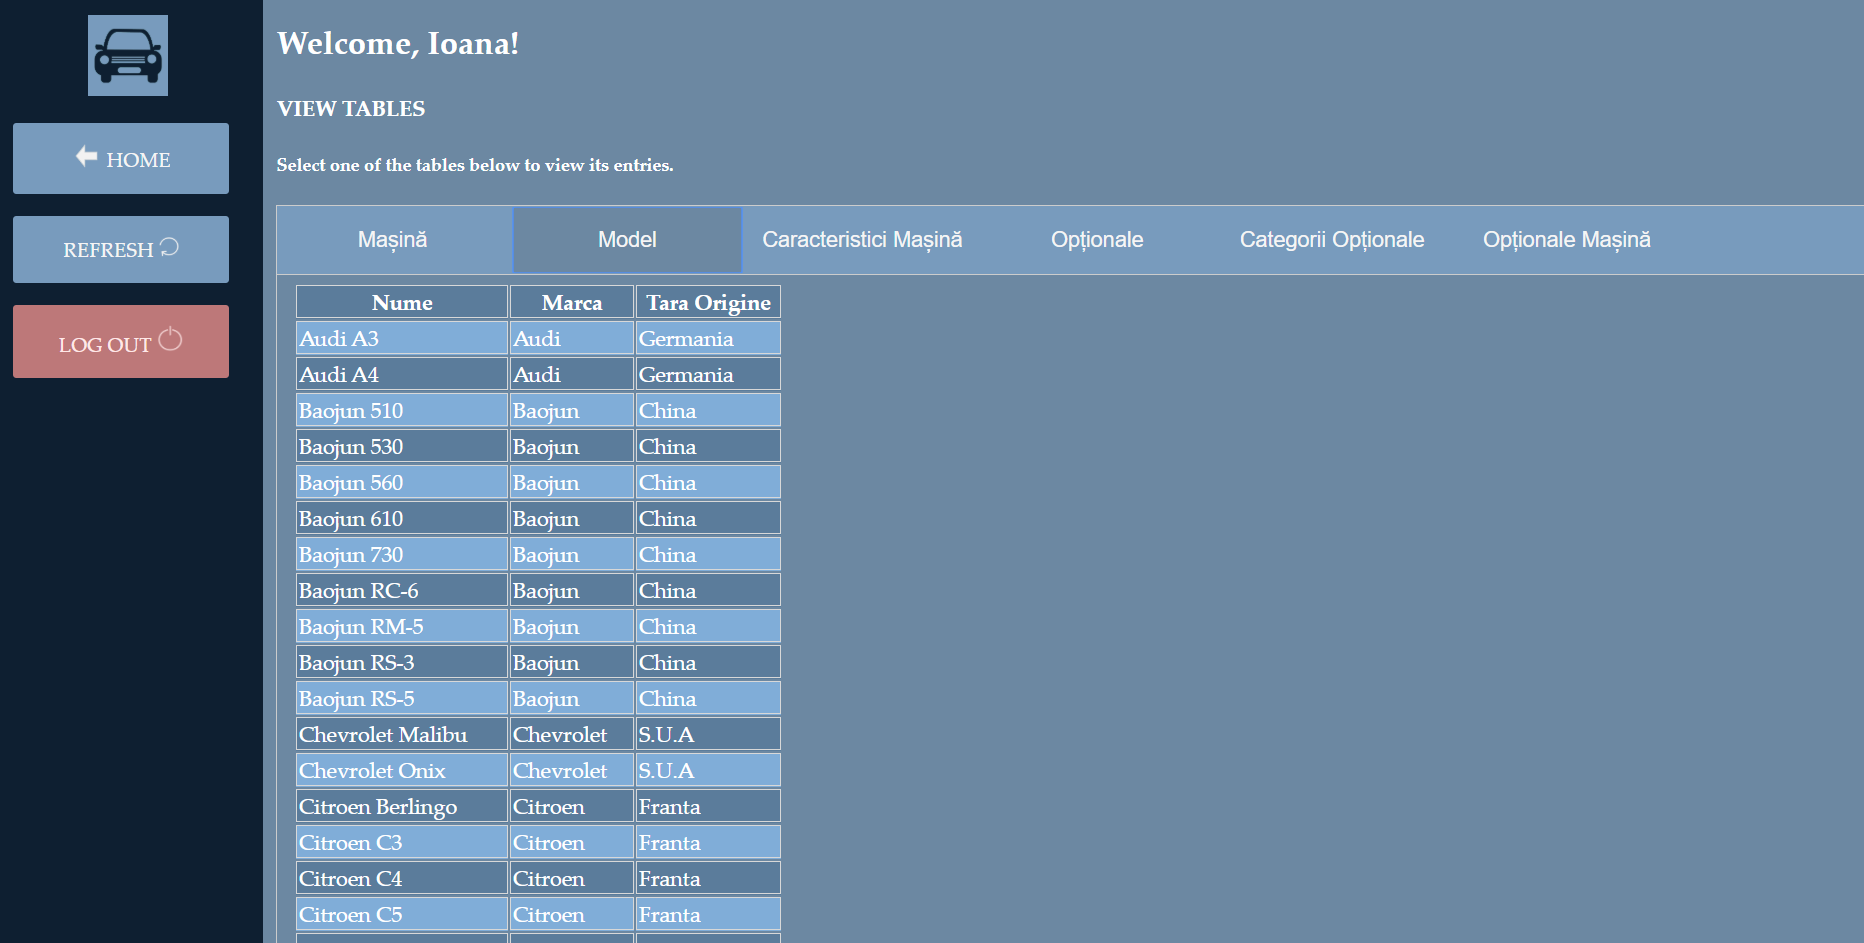 Welcome, Ioana!
HOME
VIEW TABLES
Select one of the tables below to view its entries.
REFRESH
LOG OUT
Mașină Model Caracteristici Mașină Opționale Categorii Opționale Opționale Mașină
Nume Marca Tara Origine
Audi A3 Audi Germania
Audi A4 Audi Germania
Baojun 510 Baojun China
Baojun 530 Baojun China
Baojun 560 Baojun China
Baojun 610 Baojun China
Baojun 730 Baojun China
Baojun RC-6 Baojun China
Baojun RM-5 Baojun China
Baojun RS-3 Baojun China
Baojun RS-5 Baojun China
Chevrolet Malibu Chevrolet S.U.A
Chevrolet Onix Chevrolet S.U.A
Citroen Berlingo Citroen Franta
Citroen C3 Citroen Franta
Citroen C4 Citroen Franta
Citroen C5 Citroen Franta